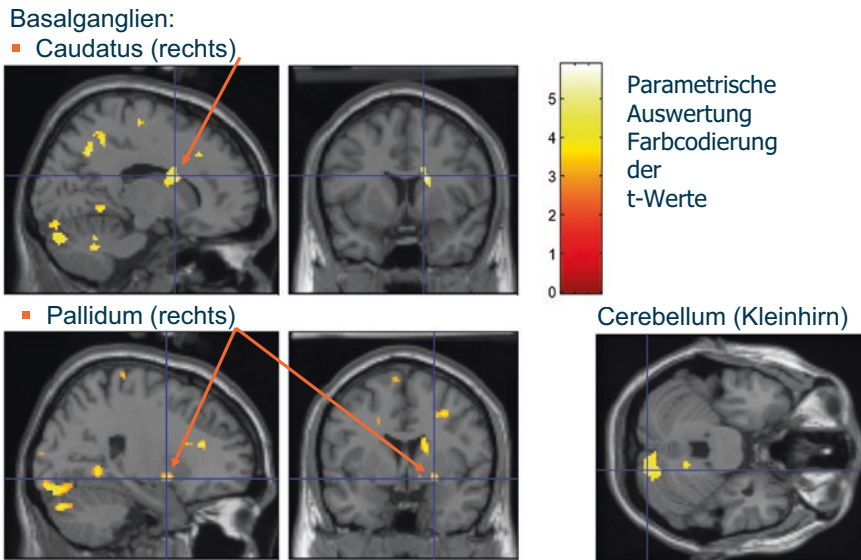 Basalganglien:
▪ Caudatus (rechts)
5
4
3
2
1
0
Parametrische
Auswertung
Farbcodierung
der
t-Werte
▪ Pallidum (rechts)
Cerebellum (Kleinhirn)